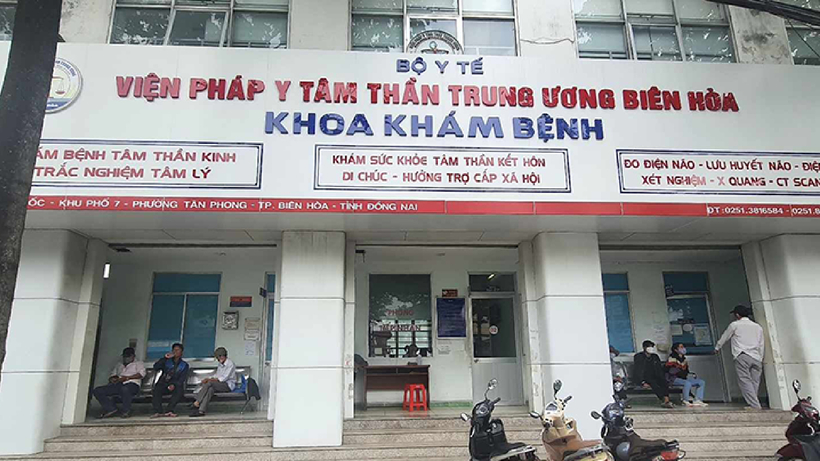 BỘ Y TẾ
VIỆN PHÁP Y TÂM THẦN TRUNG ƯƠNG BIÊN HÒA
KHOA KHÁM BỆNH
BỆNH TÂM THẦN KINH
TRẮC NGHIỆM TÂM LÝ
KHÁM SỨC KHỎE TÂM THẦN KẾT HÔN
DI CHÚC - HƯỞNG TRỢ CẤP XÃ HỘI
ĐO ĐIỆN NÃO - LƯU HUYẾT NÃO -
XÉT NGHIỆM - X QUANG - CT SCAN
- KHU PHỐ 7 - PHƯỜNG TÂN PHONG - TP. BIÊN HÒA - TỈNH ĐỒNG NAI
ĐT: 0251.3816584 - 0251.8
PHÒNG